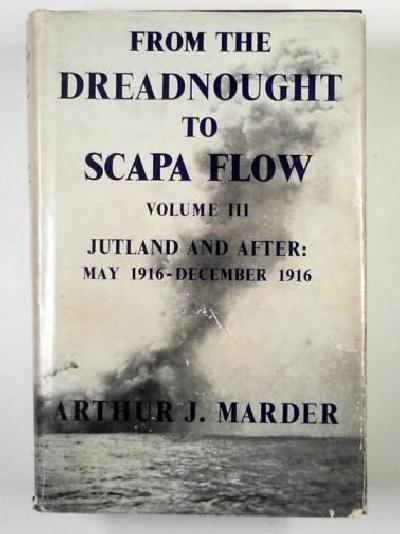 FROM THE
DREADNOUGHT
TO
SCAPA FLOW
VOLUME III
JUTLAND AND AFTER:
MAY 1916-DECEMBER 1916
ARTHUR J. MARDER